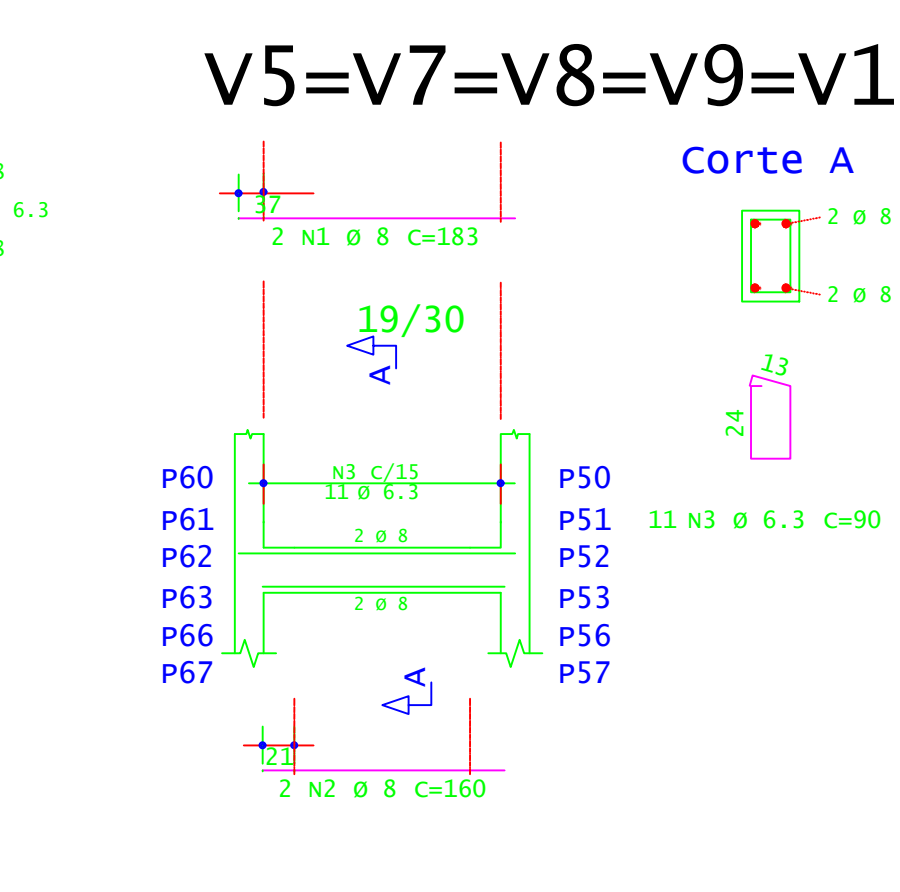 V5=V7=V8=V9=V1
Corte A
6.3
37
2 N1 Ø 8 C=183
2 Ø 8
2 Ø 8
19/30
A
13
24
P60
N3 C/15
11 Ø 6.3
P50
P61
2 Ø 8
P51
11 N3 Ø 6.3 C=90
P62
P52
P63
2 Ø 8
P53
P66
P56
P67
A
P57
21
2 N2 Ø 8 C=160